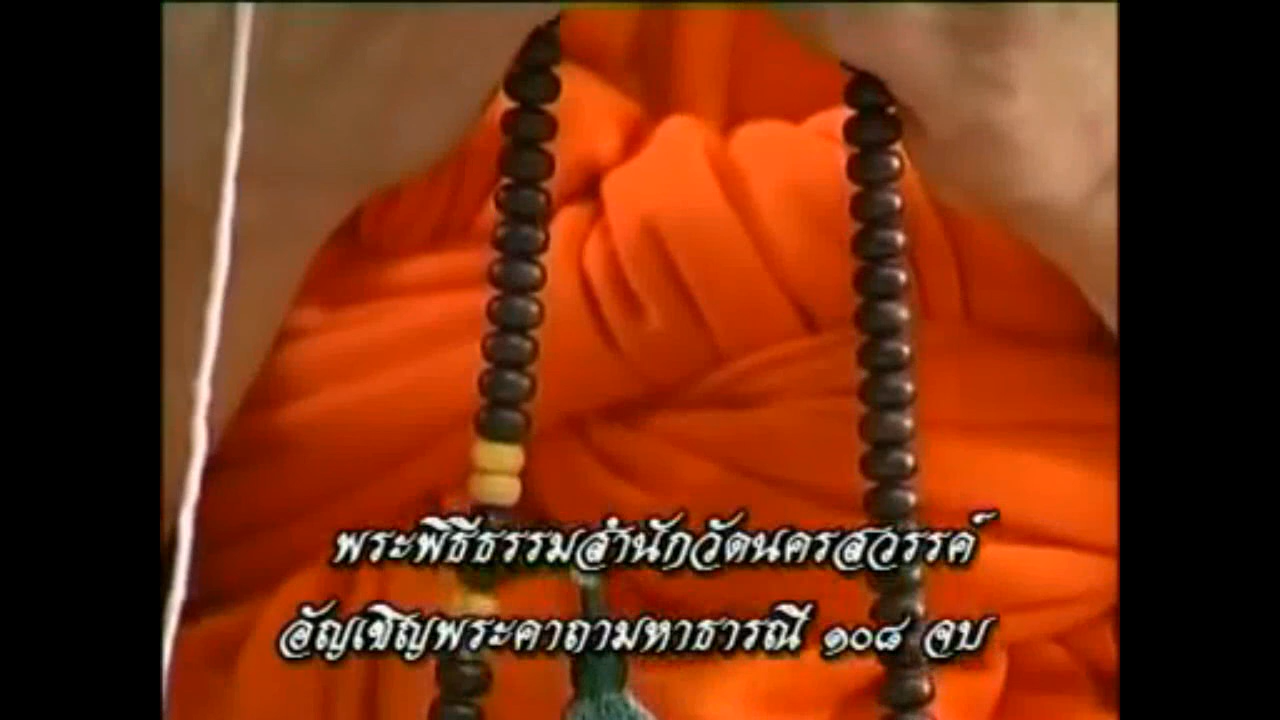 พระพิธีธรรมสำนักวัดนครสวรรค์
อัญเชิญพระคาถามหาธารณี ๑๐๘ จบ